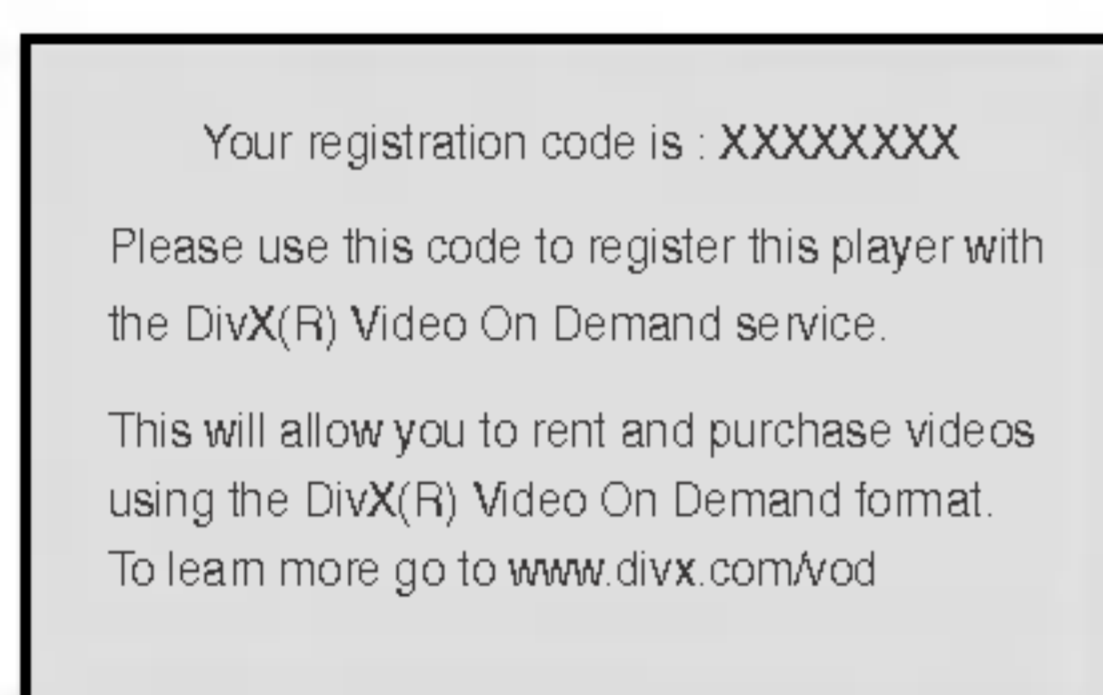 Your registration code is : XXXXXXXX
Please use this code to register this player with
the DivX(R) Video On Demand service.
This will allow you to rent and purchase videos
using the DivX(R) Video On Demand format.
To learn more go to www.divx.com/vod